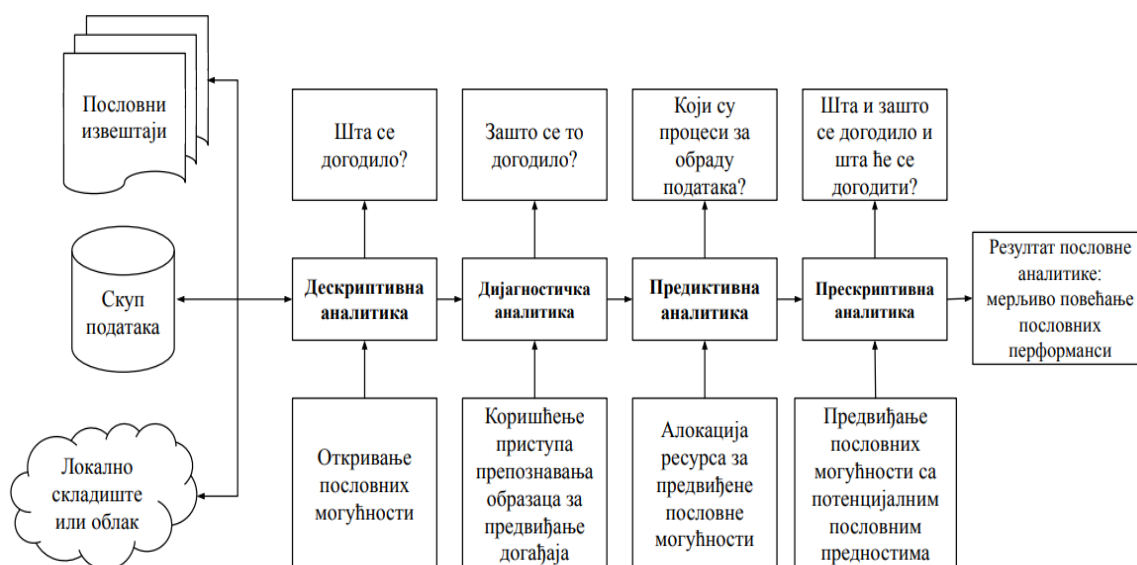 Пословни
извештаји
Скуп
података
Локално
складиште
или облак
Шта се
догодило?
Зашто се то
догодило?
Који су
процеси за
обраду
података?
Шта и зашто
се догодило и
шта ће се
догодити?
Дескриптивна
аналитика
Дијагностичка
аналитика
Предиктивна
аналитика
Прескриптивна
аналитика
Резултат пословне
аналитике:
мерљиво повећање
пословних
перформанси
Откривање
пословних
могућности
Коришћење
приступа
препознавања
образаца за
предвиђање
догађаја
Алокација
ресурса за
предвиђене
пословне
могућности
Предвиђање
пословних
могућности са
потенцијалним
пословним
предностима